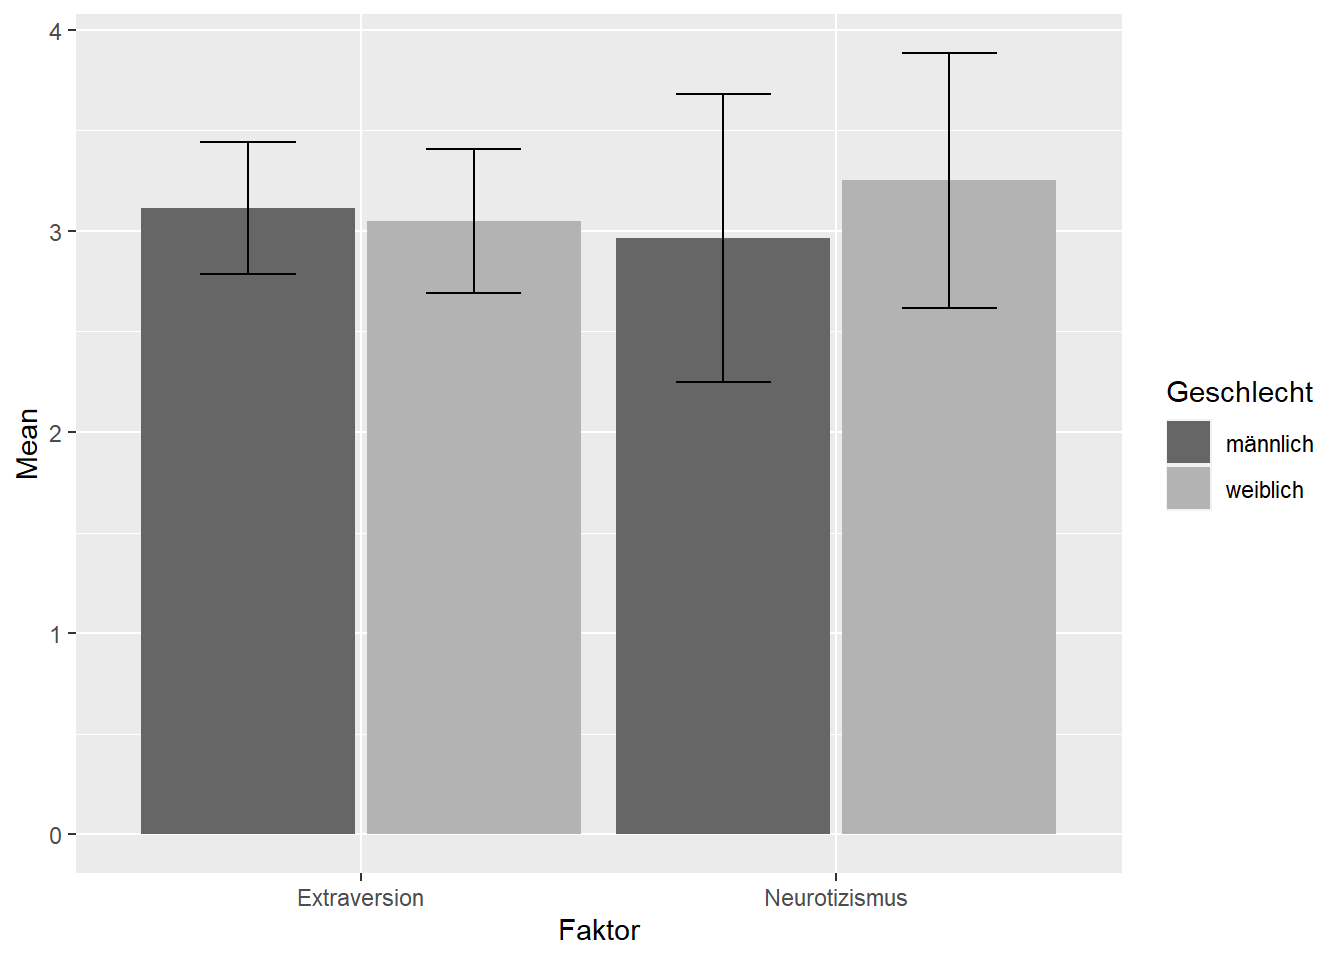 4
3
2
1
0
Mean
Extraversion
Neurotizismus
Faktor
Geschlecht
männlich
weiblich